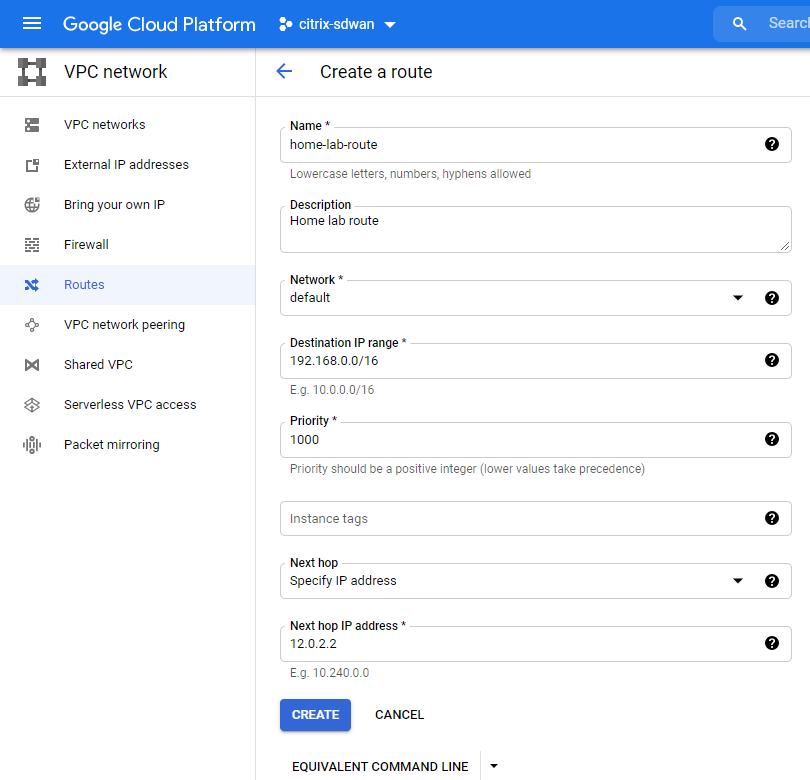 Google Cloud Platform
citrix-sdwan
Search
VPC network
Create a route
VPC networks
External IP addresses
Bring your own IP
Firewall
Routes
VPC network peering
Shared VPC
Serverless VPC access
Packet mirroring
Name *
home-lab-route
Lowercase letters, numbers, hyphens allowed
Description
Home lab route
Network *
default
Destination IP range *
192.168.0.0/16
E.g. 10.0.0.0/16
Priority *
1000
Priority should be a positive integer (lower values take precedence)
Instance tags
Next hop
Specify IP address
Next hop IP address *
12.0.2.2
E.g. 10.240.0.0
CREATE
CANCEL
EQUIVALENT COMMAND LINE